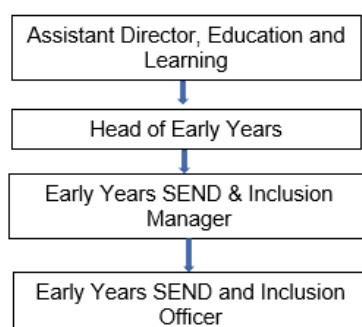 Assistant Director, Education and
Learning
Head of Early Years
Early Years SEND & Inclusion
Manager
Early Years SEND and Inclusion
Officer